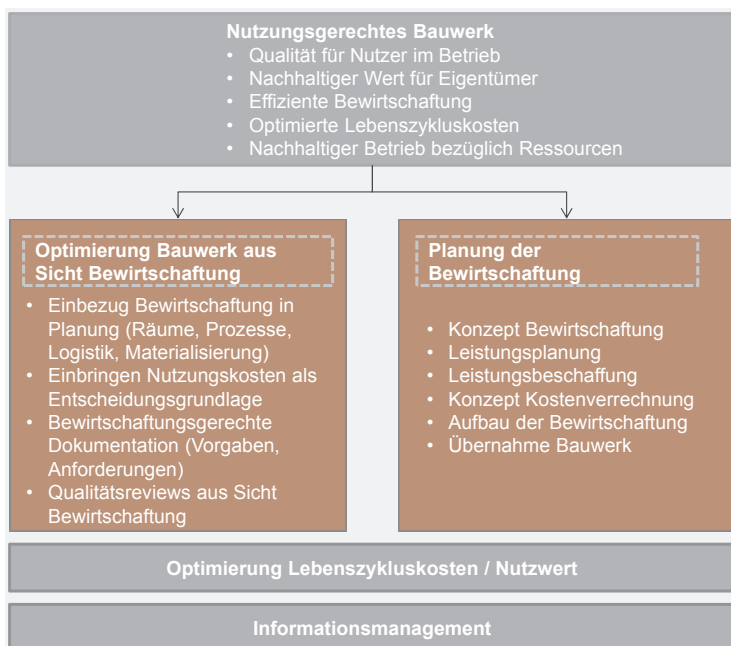 Nutzungsgerechtes Bauwerk
• Qualität für Nutzer im Betrieb
• Nachhaltiger Wert für Eigentümer
• Effiziente Bewirtschaftung
• Optimierte Lebenszykluskosten
• Nachhaltiger Betrieb bezüglich Ressourcen
Optimierung Bauwerk aus
Sicht Bewirtschaftung
• Einbezug Bewirtschaftung in
Planung (Räume, Prozesse,
Logistik, Materialisierung)
• Einbringen Nutzungskosten als
Entscheidungsgrundlage
• Bewirtschaftungsgerechte
Dokumentation (Vorgaben,
Anforderungen)
• Qualitätsreviews aus Sicht
Bewirtschaftung
Planung der
Bewirtschaftung
• Konzept Bewirtschaftung
• Leistungsplanung
• Leistungsbeschaffung
• Konzept Kostenverrechnung
• Aufbau der Bewirtschaftung
• Übernahme Bauwerk
Optimierung Lebenszykluskosten / Nutzwert
Informationsmanagement